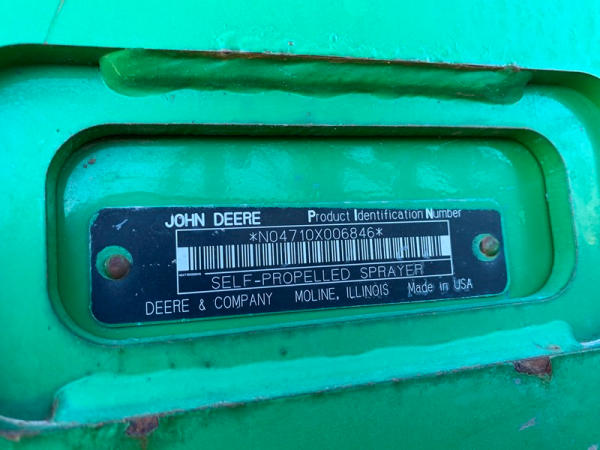 JOHN DEERE Product Identification Number
*N04710X006846*
SELF-PROPELLED SPRAYER
DEERE & COMPANY MOLINE, ILLINOIS Made in USA